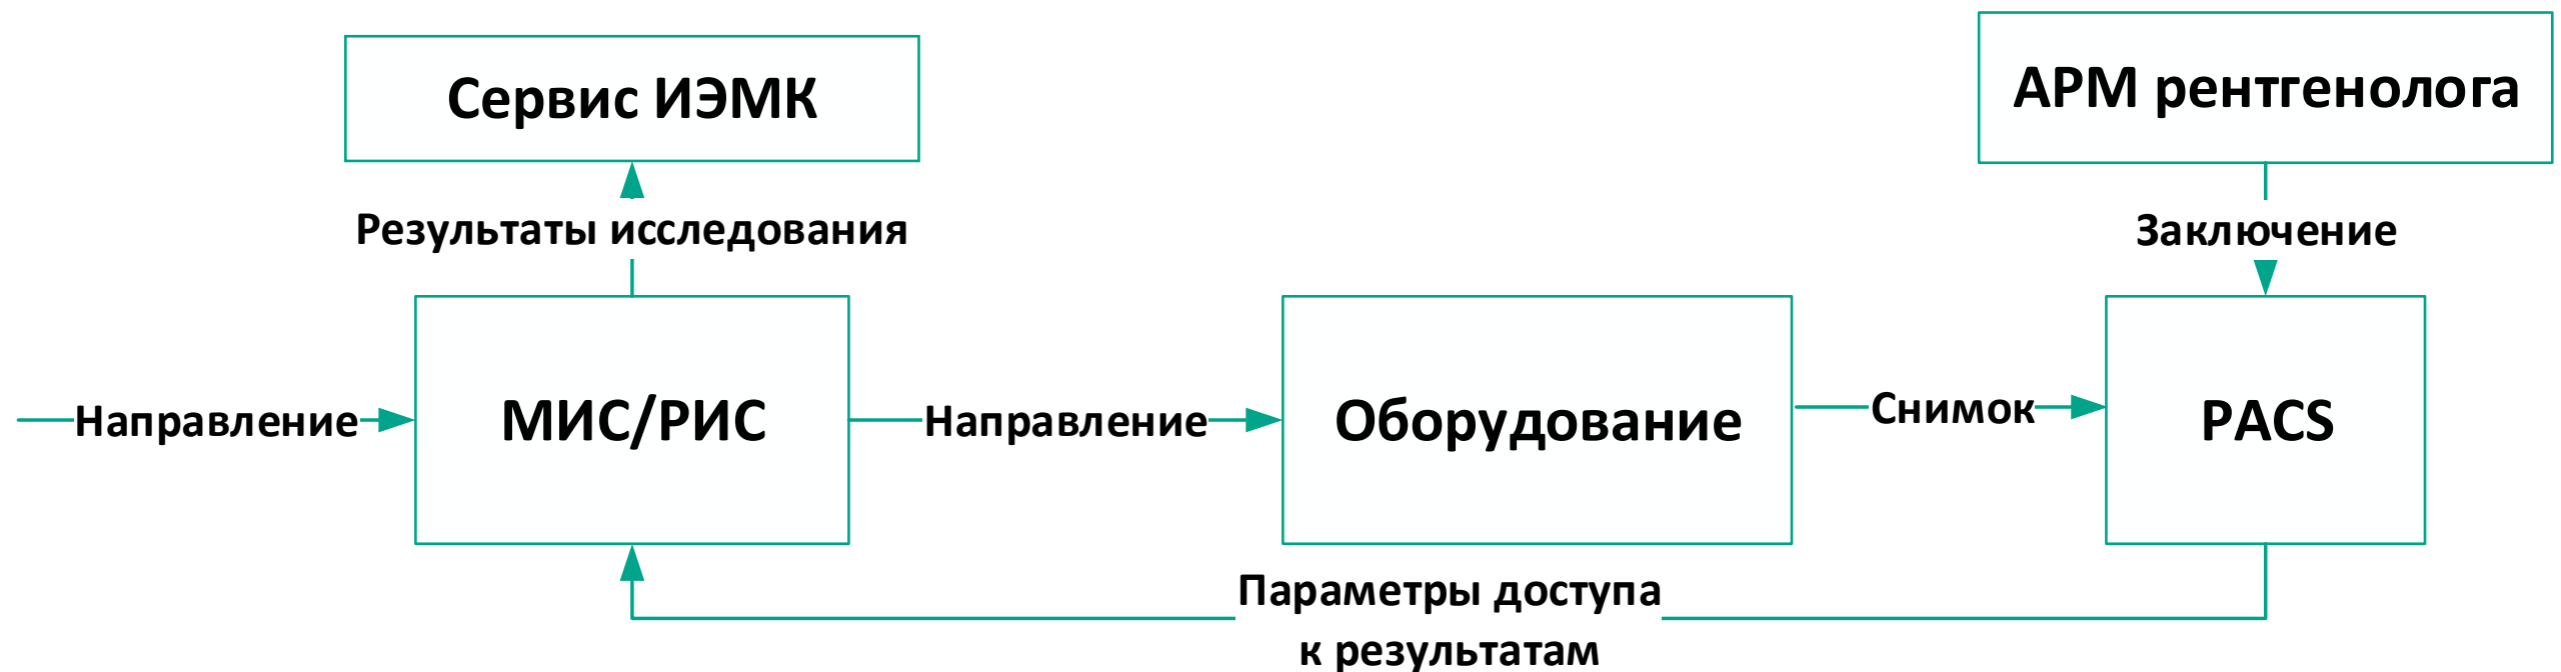 Сервис ИЭМК
АРМ рентгенолога
Результаты исследования
Заключение
Направление
МИС/РИС
Направление
Оборудование
Снимок
PACS
Параметры доступа
к результатам